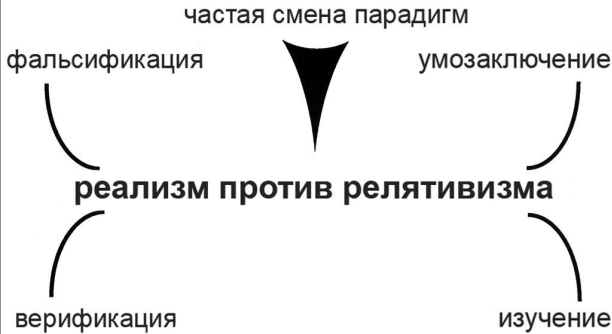 частая смена парадигм
фальсификация
умозаключение
реализм против релятивизма
верификация
изучение